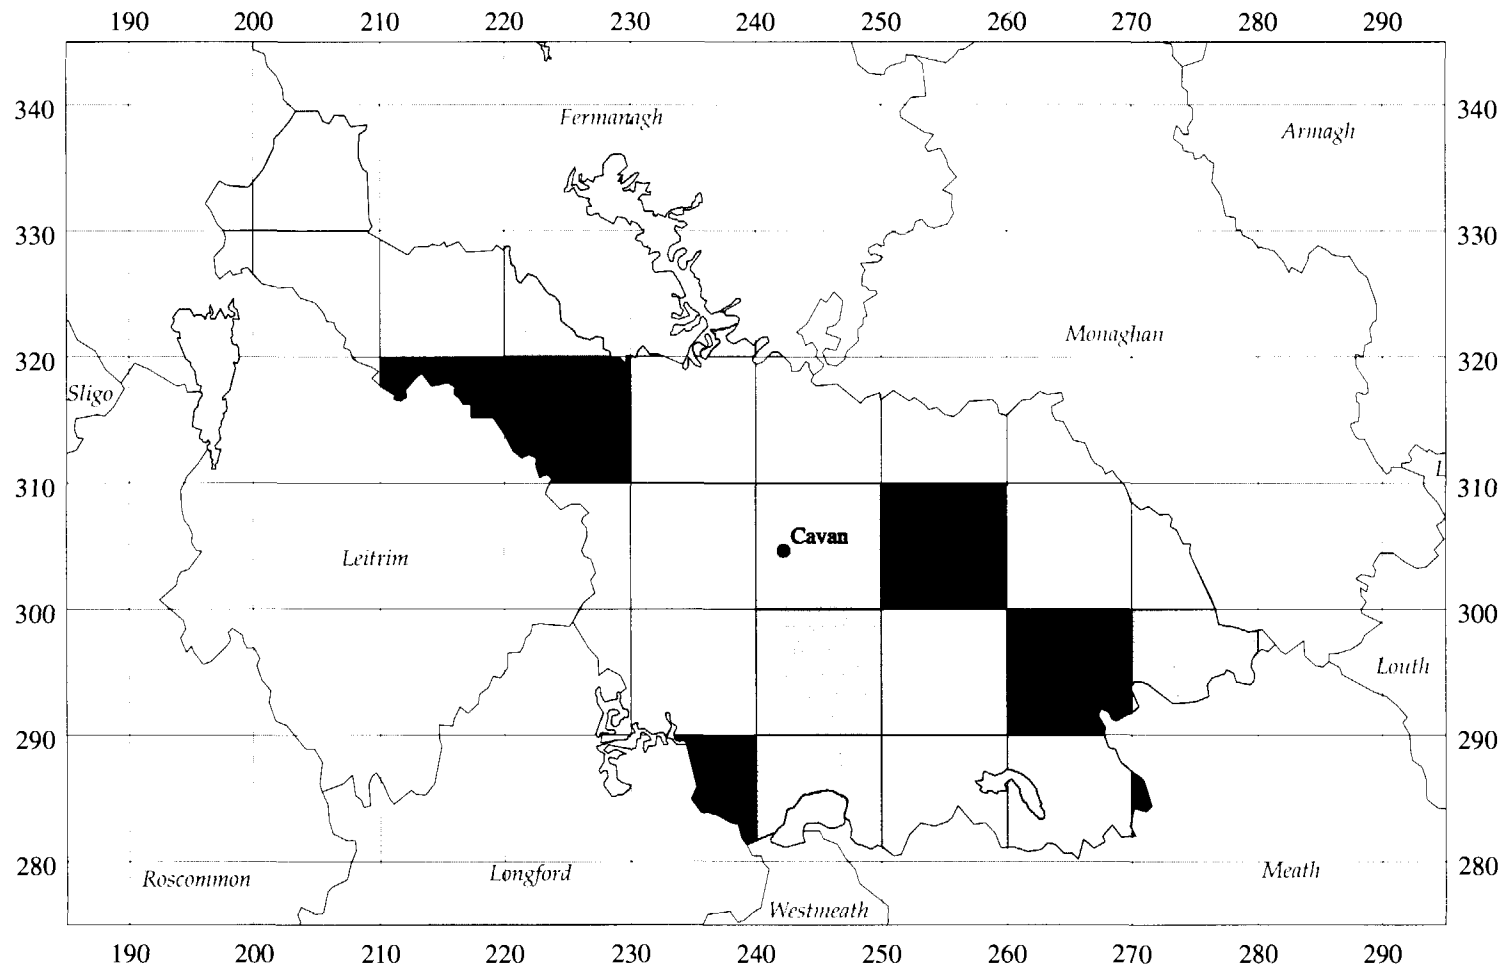 190 200 210 220 230 240 250 260 270 280 290
340 Fermanagh Armagh 340
330 330
Monaghan
320 320
Sligo
L
310 310
Cavan
Leitrim
300 300
Louth
290 290
280 280
Roscommon Longford Meath
Westmeath
190 200 210 220 230 240 250 260 270 280 290